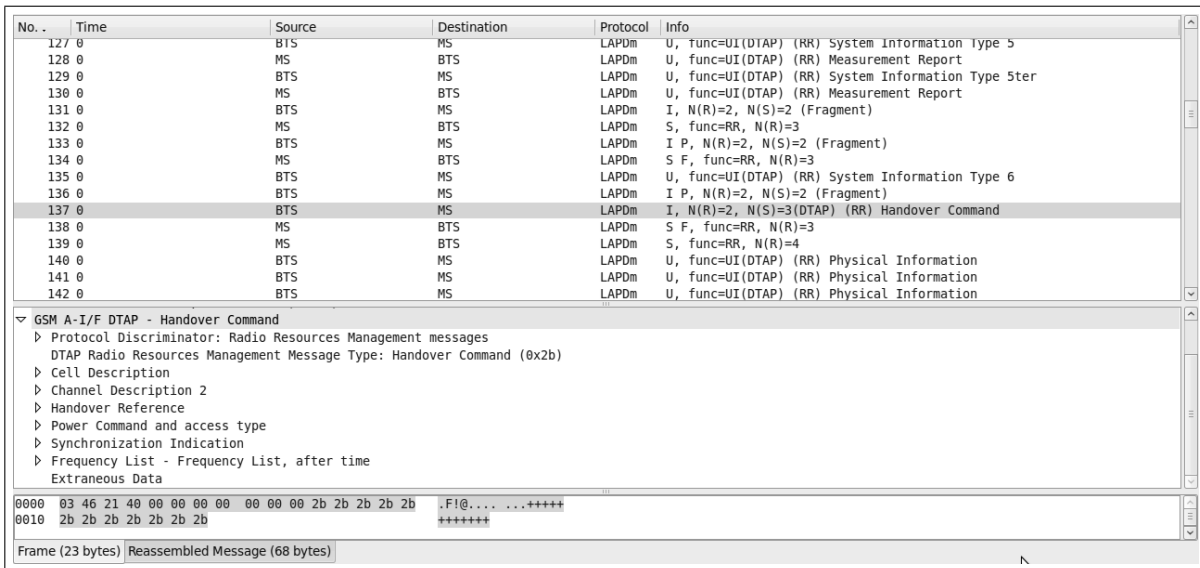 No. . Time Source Destination Protocol Info
127 0 BTS MS LAPDm U, func=UI(DTAP) (RR) System Information Type 5
128 0 MS BTS LAPDm U, func=UI(DTAP) (RR) Measurement Report
129 0 BTS MS LAPDm U, func=UI(DTAP) (RR) System Information Type 5ter
130 0 MS BTS LAPDm U, func=UI(DTAP) (RR) Measurement Report
131 0 BTS MS LAPDm I, N(R)=2, N(S)=2 (Fragment)
132 0 MS BTS LAPDm S, func=RR, N(R)=3
133 0 BTS MS LAPDm I P, N(R)=2, N(S)=2 (Fragment)
134 0 MS BTS LAPDm S F, func=RR, N(R)=3
135 0 BTS MS LAPDm U, func=UI(DTAP) (RR) System Information Type 6
136 0 BTS MS LAPDm I P, N(R)=2, N(S)=2 (Fragment)
137 0 BTS MS LAPDm I, N(R)=2, N(S)=3(DTAP) (RR) Handover Command
138 0 MS BTS LAPDm S F, func=RR, N(R)=3
139 0 MS BTS LAPDm S, func=RR, N(R)=4
140 0 BTS MS LAPDm U, func=UI(DTAP) (RR) Physical Information
141 0 BTS MS LAPDm U, func=UI(DTAP) (RR) Physical Information
142 0 BTS MS LAPDm U, func=UI(DTAP) (RR) Physical Information
GSM A-I/F DTAP - Handover Command
Protocol Discriminator: Radio Resources Management messages
DTAP Radio Resources Management Message Type: Handover Command (0x2b)
Cell Description
Channel Description 2
Handover Reference
Power Command and access type
Synchronization Indication
Frequency List - Frequency List, after time
Extraneous Data
0000 03 46 21 40 00 00 00 00 00 00 00 2b 2b 2b 2b 2b .F!@.... ...+++++
0010 2b 2b 2b 2b 2b 2b 2b +++++++
Frame (23 bytes) Reassembled Message (68 bytes)